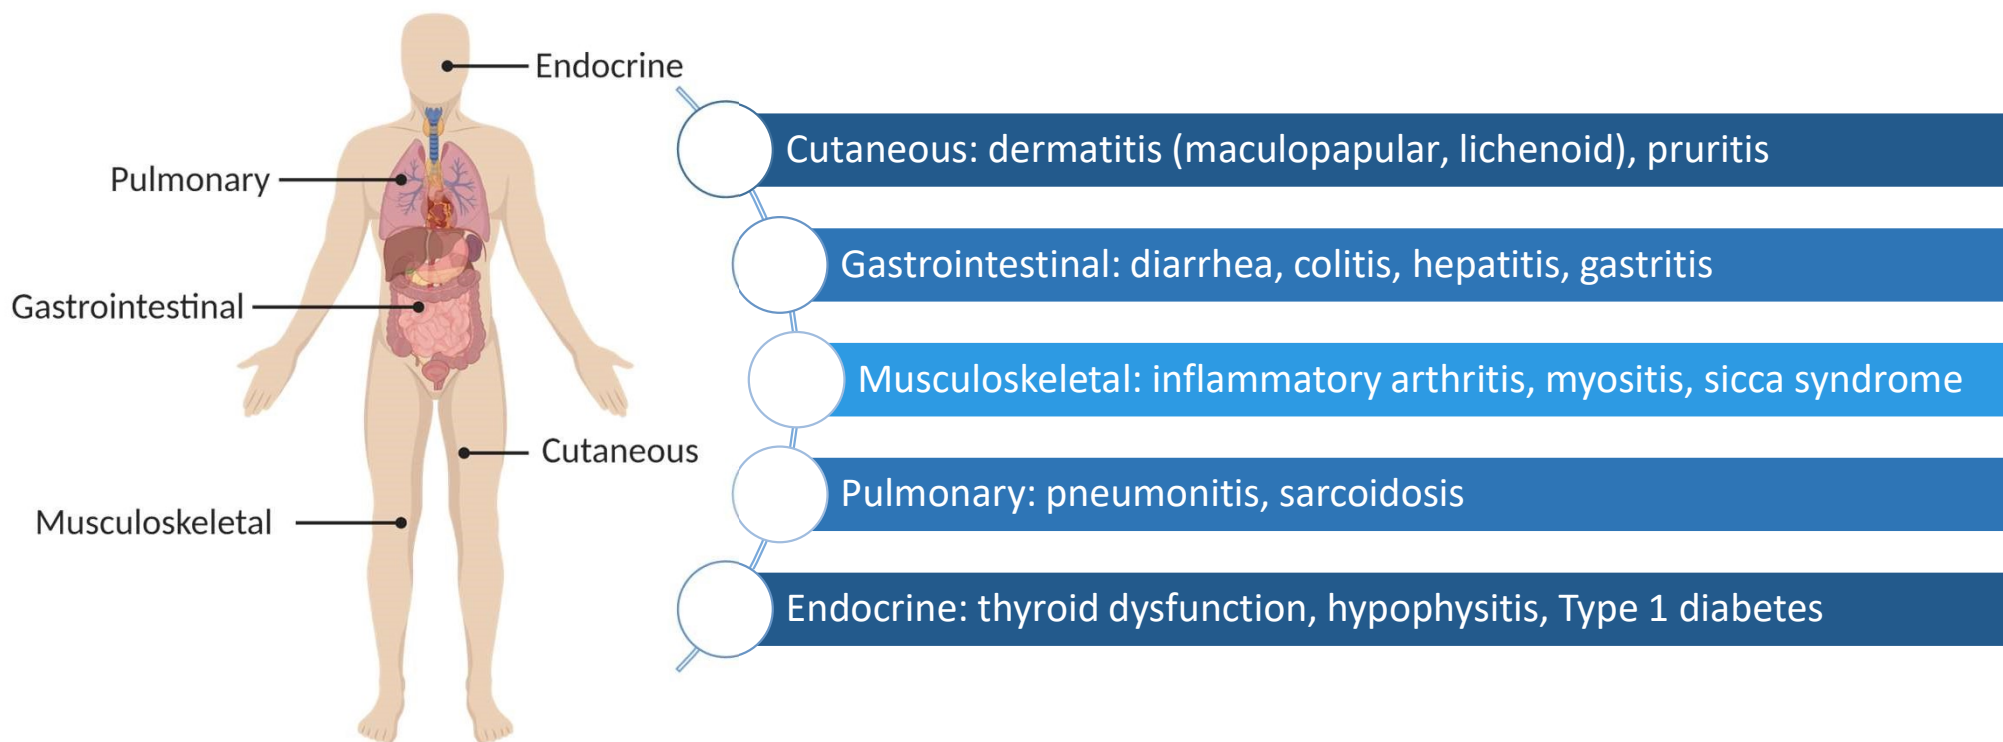 Endocrine
Pulmonary
Gastrointestinal
Cutaneous
Musculoskeletal
Cutaneous: dermatitis (maculopapular, lichenoid), pruritis
Gastrointestinal: diarrhea, colitis, hepatitis, gastritis
Musculoskeletal: inflammatory arthritis, myositis, sicca syndrome
Pulmonary: pneumonitis, sarcoidosis
Endocrine: thyroid dysfunction, hypophysitis, Type 1 diabetes